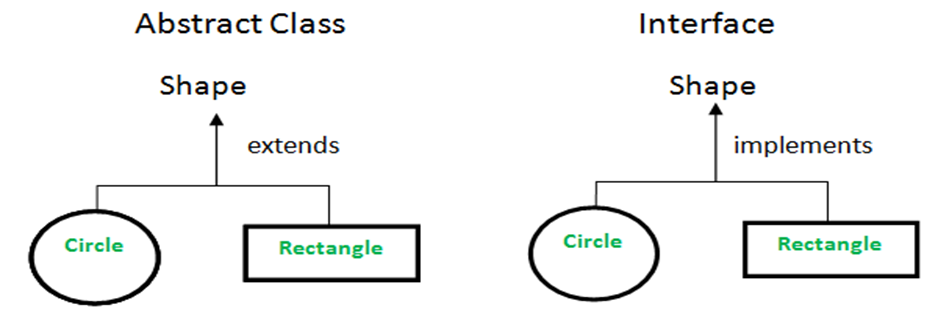 Abstract Class
Shape
extends
Circle
Rectangle
Interface
Shape
implements
Circle
Rectangle